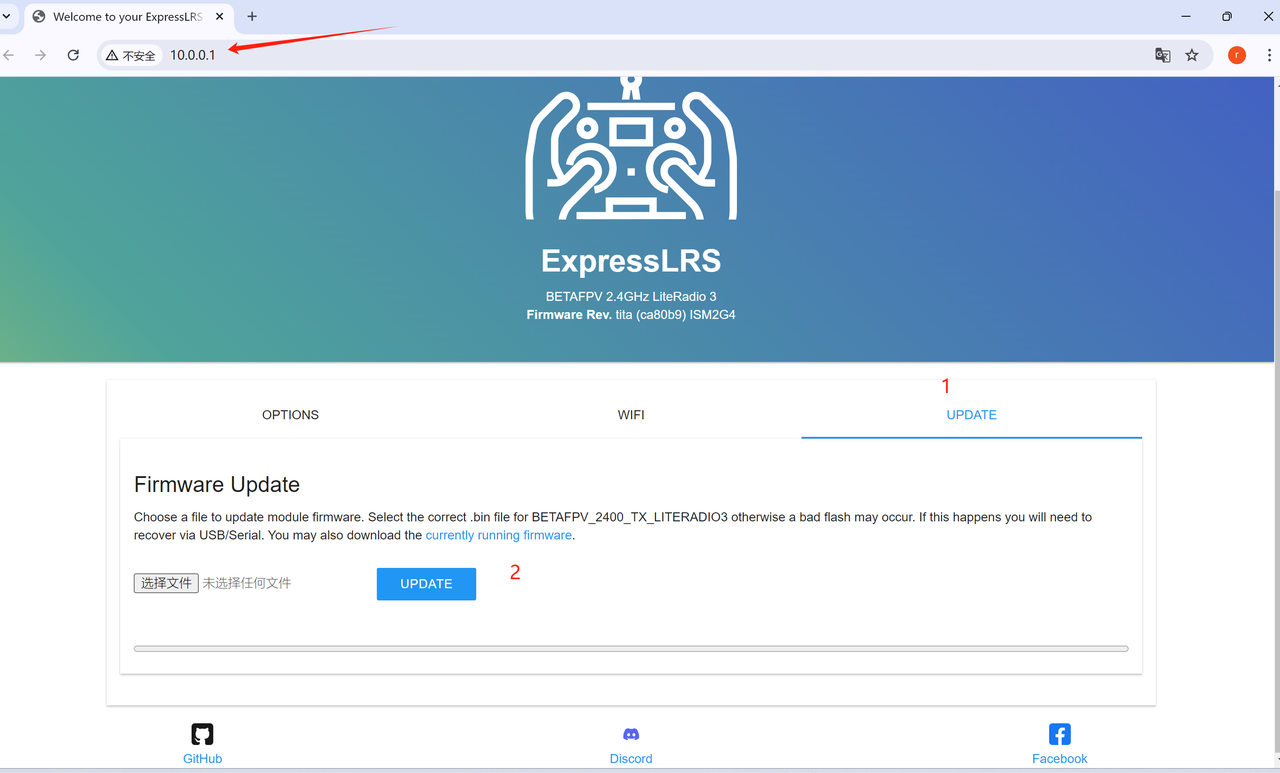 Welcome to your ExpressLRS
不安全
10.0.0.1
r
ExpressLRS
BETAFPV 2.4GHz LiteRadio 3
Firmware Rev. tita (ca80b9) ISM2G4
1
OPTIONS
WIFI
UPDATE
Firmware Update
Choose a file to update module firmware. Select the correct .bin file for BETAFPV_2400_TX_LITERADIO3 otherwise a bad flash may occur. If this happens you will need to
recover via USB/Serial. You may also download the currently running firmware.
选择文件 未选择任何文件
UPDATE
2
GitHub
Discord
Facebook